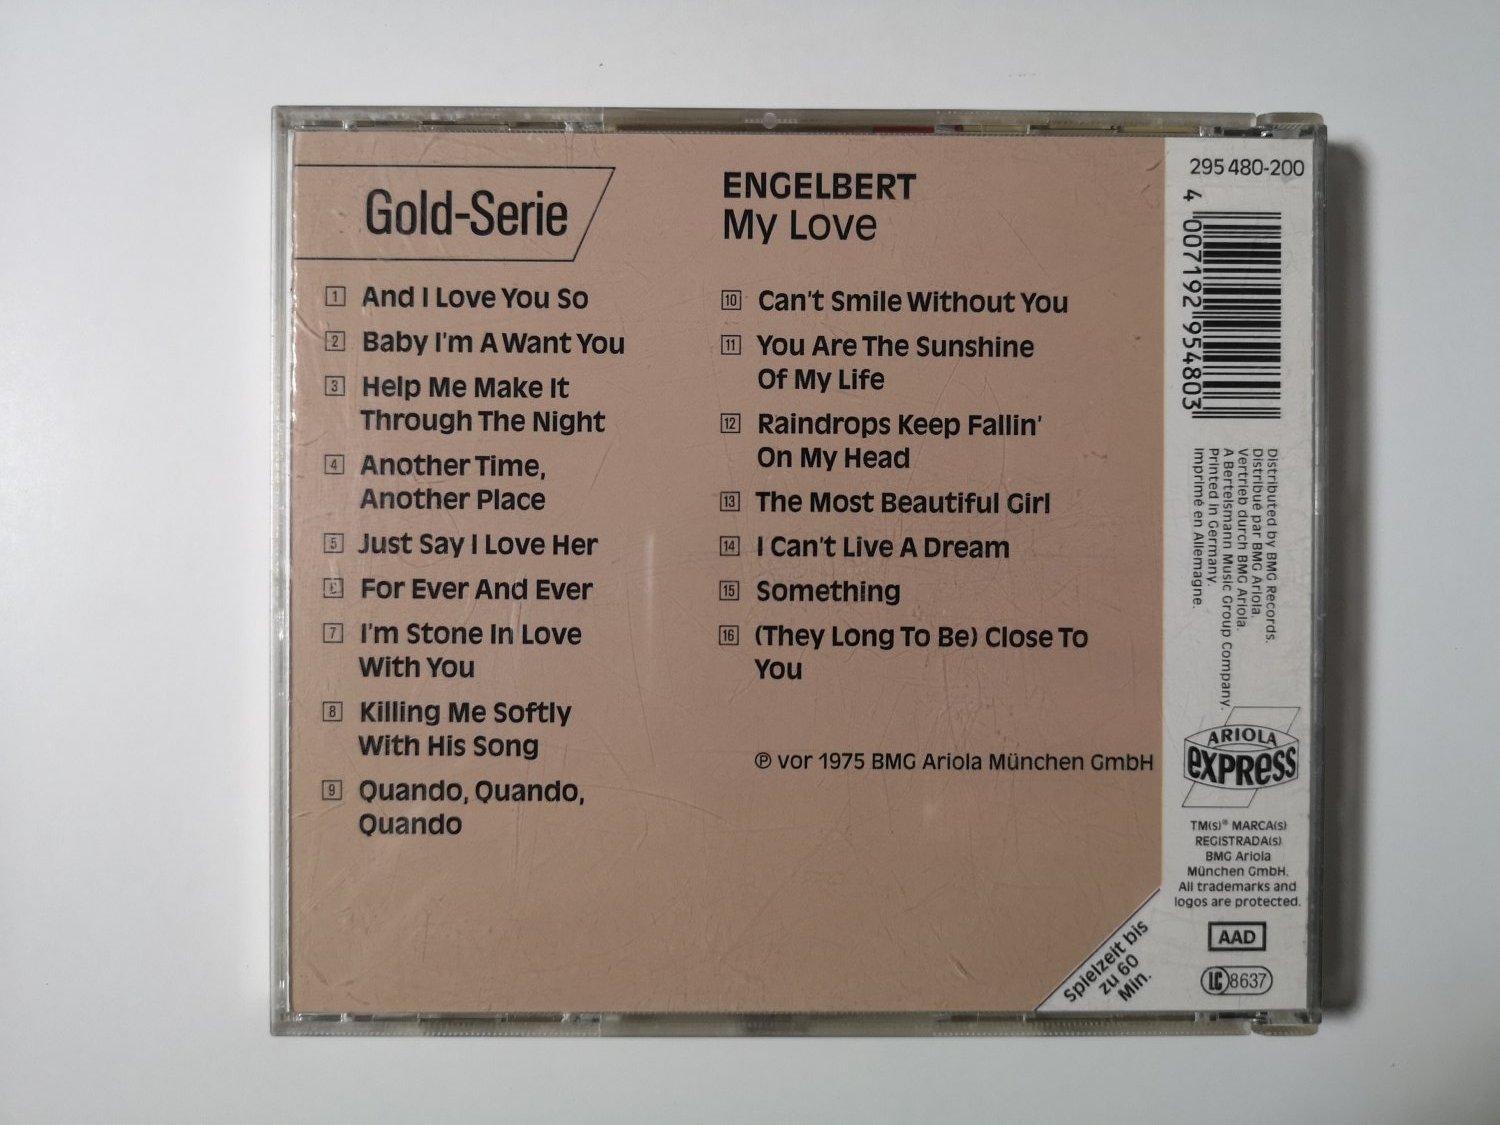 Gold-Serie
ENGELBERT
My Love
1 And I Love You So
2 Baby I'm A Want You
3 Help Me Make It
Through The Night
4 Another Time,
Another Place
5 Just Say I Love Her
6 For Ever And Ever
7 I'm Stone In Love
With You
8 Killing Me Softly
With His Song
9 Quando, Quando,
Quando
10 Can't Smile Without You
11 You Are The Sunshine
Of My Life
12 Raindrops Keep Fallin'
On My Head
13 The Most Beautiful Girl
14 I Can't Live A Dream
15 Something
16 (They Long To Be) Close To
You
℗ vor 1975 BMG Ariola München GmbH
Spielzeit bis
zu 60
Min.
295 480-200
4 007192 954803
Distributed by BMG Records.
Distribué par BMG Ariola.
Vertrieb durch BMG Ariola.
A Bertelsmann Music Group Company.
Printed in Germany.
Imprimé en Allemagne.
ARIOLA
EXPRESS
TM(s)® MARCA(s)
REGISTRADA(s)
BMG Ariola
München GmbH.
All trademarks and
logos are protected.
AAD
LC 8637